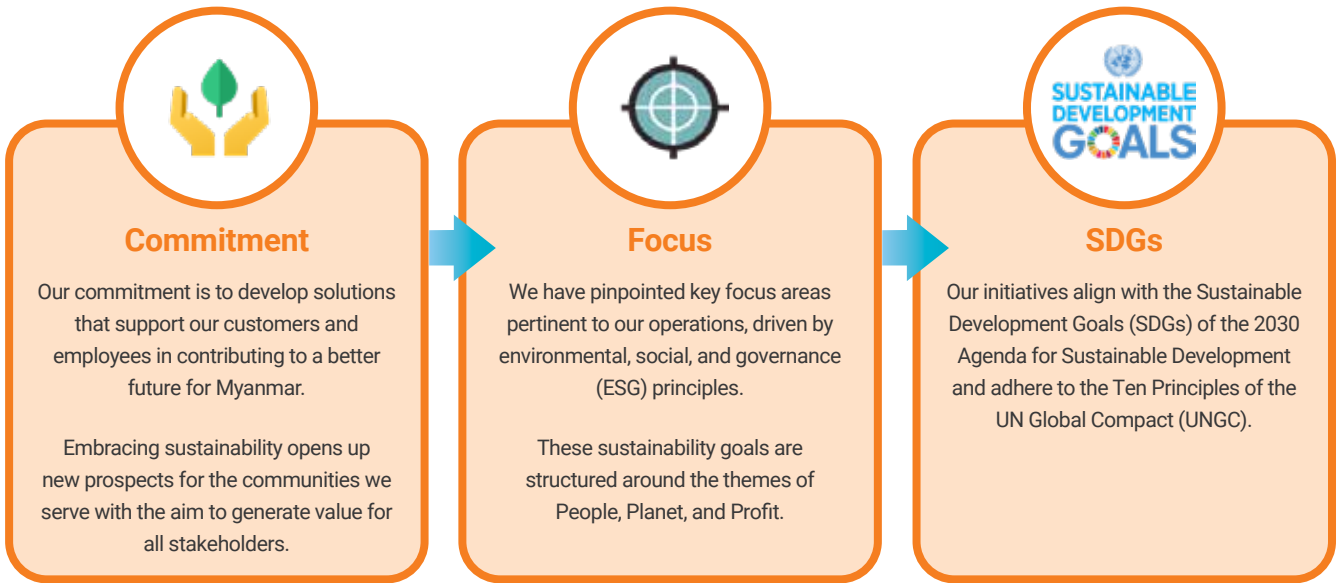 Commitment
Our commitment is to develop solutions
that support our customers and
employees in contributing to a better
future for Myanmar.
Embracing sustainability opens up
new prospects for the communities we
serve with the aim to generate value for
all stakeholders.
Focus
We have pinpointed key focus areas
pertinent to our operations, driven by
environmental, social, and governance
(ESG) principles.
These sustainability goals are
structured around the themes of
People, Planet, and Profit.
SUSTAINABLE
DEVELOPMENT
GOALS
SDGs
Our initiatives align with the Sustainable
Development Goals (SDGs) of the 2030
Agenda for Sustainable Development
and adhere to the Ten Principles of the
UN Global Compact (UNGC).